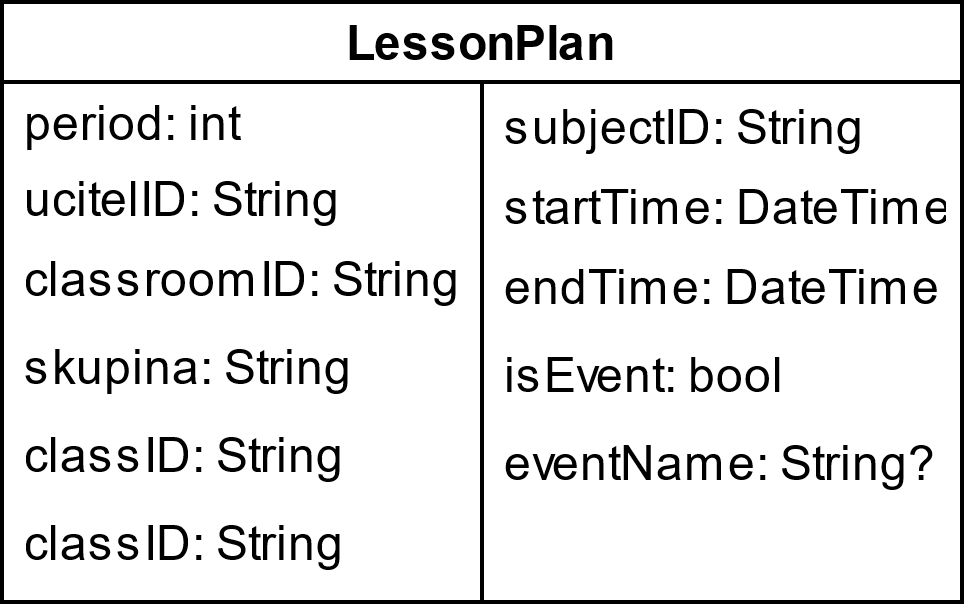 LessonPlan
period: int
ucitelID: String
classroomID: String
skupina: String
classID: String
classID: String
subjectID: String
startTime: DateTime
endTime: DateTime
isEvent: bool
eventName: String?